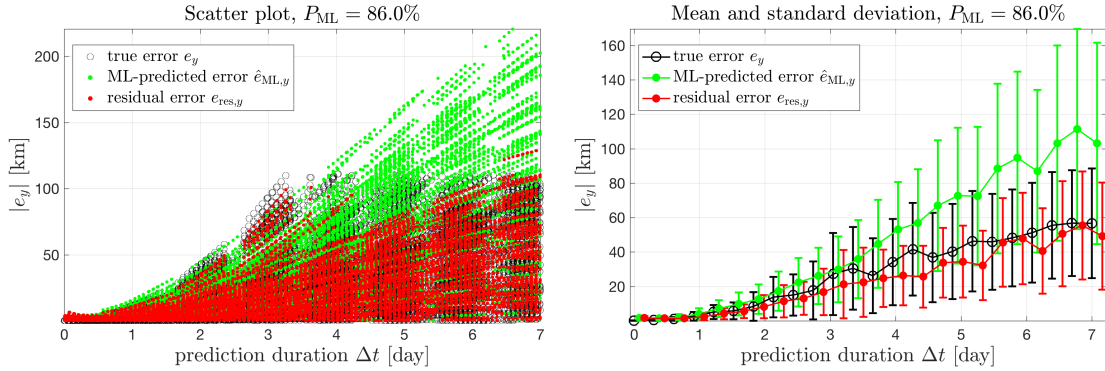 Scatter plot, P_ML = 86.0%
200
150
100
50
|e_y| [km]
true error e_y
ML-predicted error ê_ML,y
residual error e_res,y
0 1 2 3 4 5 6 7
prediction duration Δt [day]
Mean and standard deviation, P_ML = 86.0%
160
140
120
100
80
60
40
20
|e_y| [km]
true error e_y
ML-predicted error ê_ML,y
residual error e_res,y
0 1 2 3 4 5 6 7
prediction duration Δt [day]